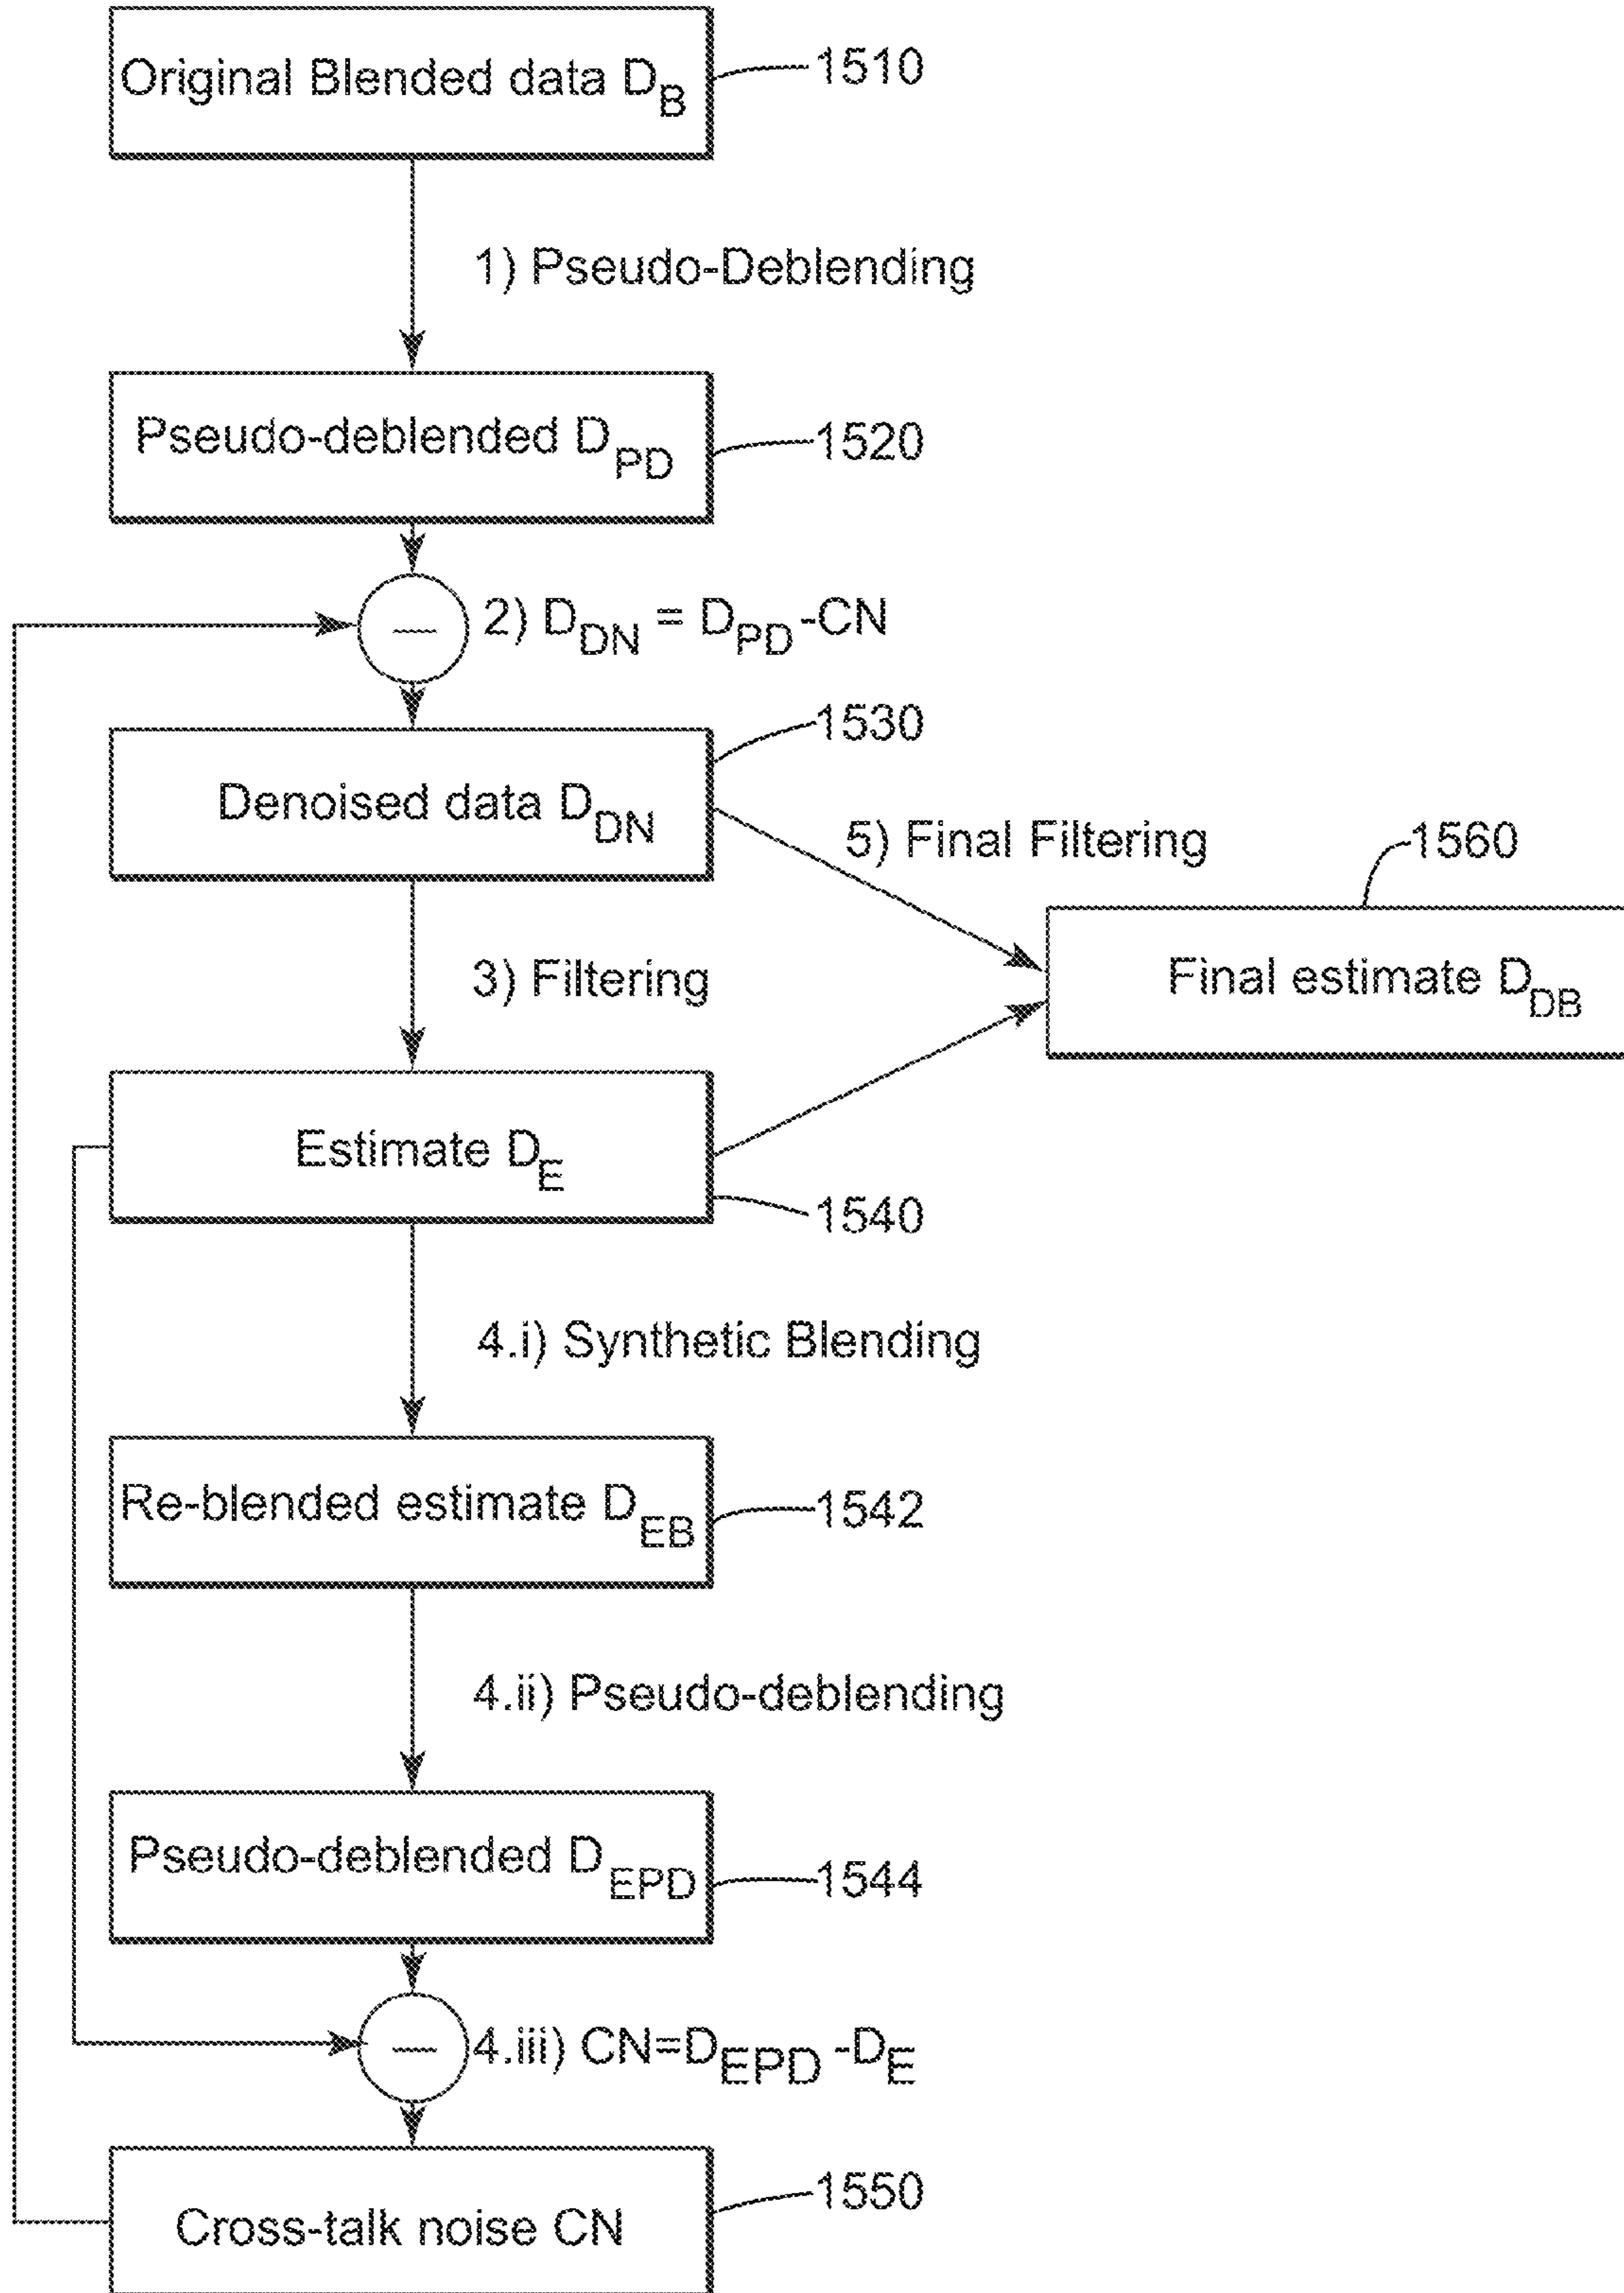 Original Blended data D_B
1510
1) Pseudo-Deblending
Pseudo-deblended D_PD
1520
2) D_DN = D_PD -CN
1530
Denoised data D_DN
5) Final Filtering
1560
3) Filtering
Final estimate D_DB
Estimate D_E
1540
4.i) Synthetic Blending
Re-blended estimate D_EB
1542
4.ii) Pseudo-deblending
Pseudo-deblended D_EPD
1544
4.iii) CN=D_EPD -D_E
1550
Cross-talk noise CN